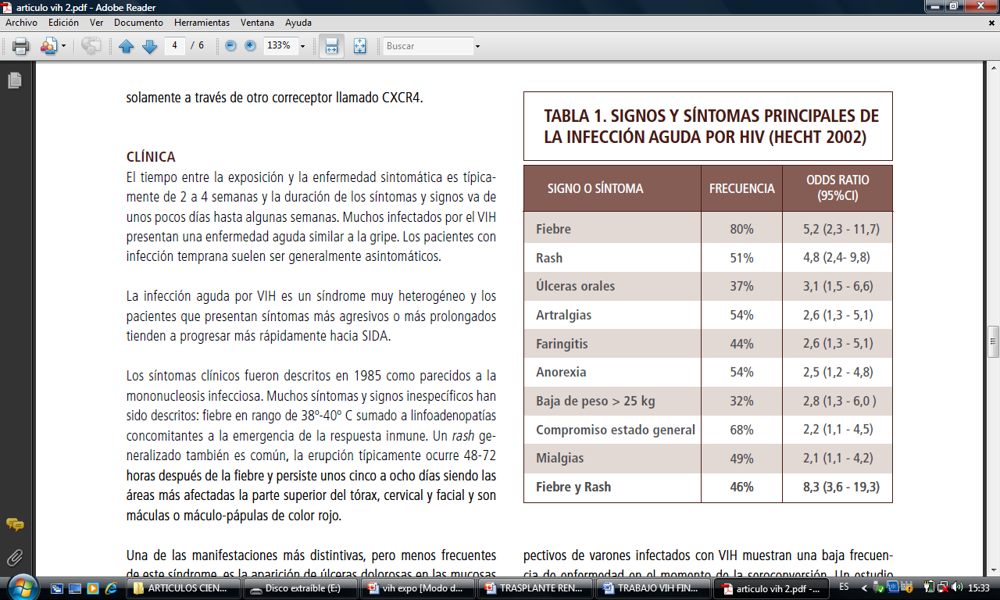 articulo vih 2.pdf - Adobe Reader
Archivo Edición Ver Documento Herramientas Ventana Ayuda
4 / 6 133% Buscar
solamente a través de otro correceptor llamado CXCR4.
CLÍNICA
El tiempo entre la exposición y la enfermedad sintomática es típica-
mente de 2 a 4 semanas y la duración de los síntomas y signos va de
unos pocos días hasta algunas semanas. Muchos infectados por el VIH
presentan una enfermedad aguda similar a la gripe. Los pacientes con
infección temprana suelen ser generalmente asintomáticos.
La infección aguda por VIH es un síndrome muy heterogéneo y los
pacientes que presentan síntomas más agresivos o más prolongados
tienden a progresar más rápidamente hacia SIDA.
Los síntomas clínicos fueron descritos en 1985 como parecidos a la
mononucleosis infecciosa. Muchos síntomas y signos inespecíficos han
sido descritos: fiebre en rango de 38º-40º C sumado a linfoadenopatías
concomitantes a la emergencia de la respuesta inmune. Un rash ge-
neralizado también es común, la erupción típicamente ocurre 48-72
horas después de la fiebre y persiste unos cinco a ocho días siendo las
áreas más afectadas la parte superior del tórax, cervical y facial y son
máculas o máculo-pápulas de color rojo.
Una de las manifestaciones más distintivas, pero menos frecuentes
de este síndrome, es la aparición de úlceras dolorosas en las mucosas
TABLA 1. SIGNOS Y SÍNTOMAS PRINCIPALES DE
LA INFECCIÓN AGUDA POR HIV (HECHT 2002)
SIGNO O SÍNTOMA FRECUENCIA ODDS RATIO
(95%CI)
Fiebre 80% 5,2 (2,3 - 11,7)
Rash 51% 4,8 (2,4- 9,8)
Úlceras orales 37% 3,1 (1,5 - 6,6)
Artralgias 54% 2,6 (1,3 - 5,1)
Faringitis 44% 2,6 (1,3 - 5,1)
Anorexia 54% 2,5 (1,2 - 4,8)
Baja de peso > 25 kg 32% 2,8 (1,3 - 6,0 )
Compromiso estado general 68% 2,2 (1,1 - 4,5)
Mialgias 49% 2,1 (1,1 - 4,2)
Fiebre y Rash 46% 8,3 (3,6 - 19,3)
pectivos de varones infectados con VIH muestran una baja frecuen-
cia de enfermedad en el momento de la seroconversión. Un estudio
ARTICULOS CIEN... Disco extraíble (E:) vih expo [Modo d... TRASPLANTE REN... TRABAJO VIH FIN... articulo vih 2.pdf -... ES 15:33